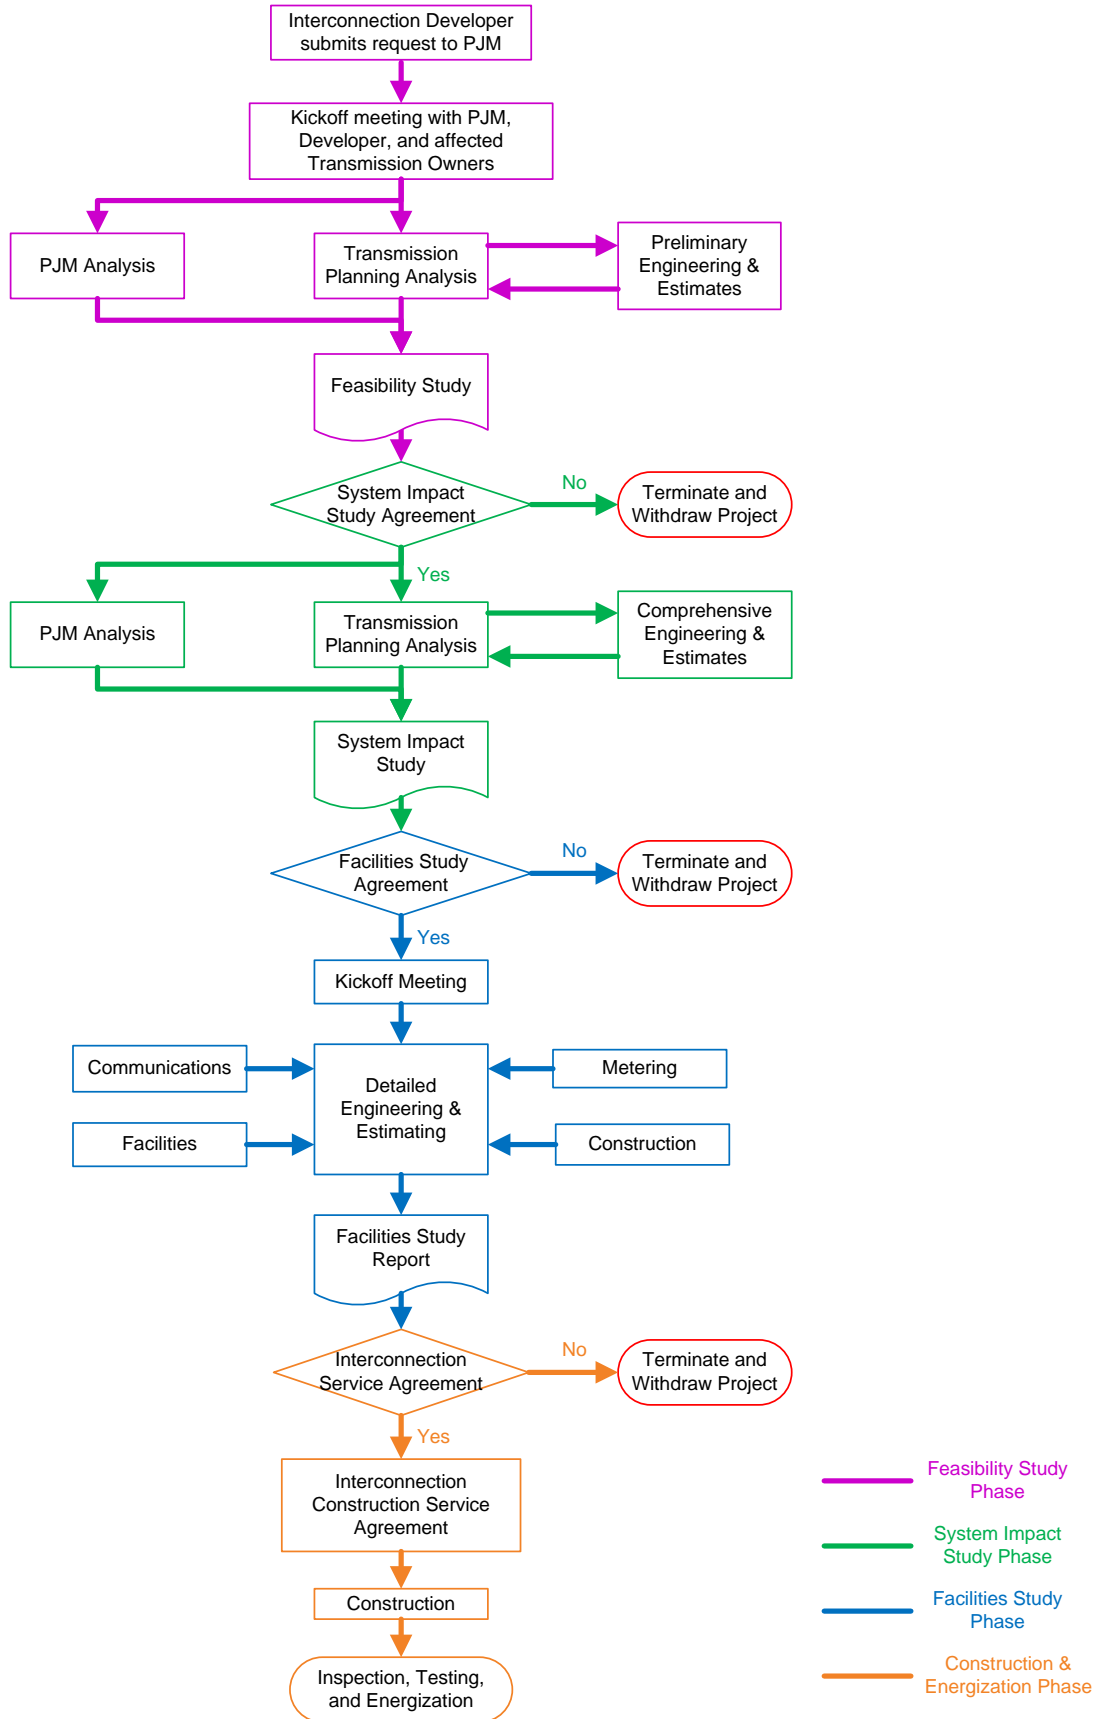 Interconnection Developer
submits request to PJM
Kickoff meeting with PJM,
Developer, and affected
Transmission Owners
PJM Analysis
Transmission
Planning Analysis
Preliminary
Engineering &
Estimates
Feasibility Study
System Impact
Study Agreement
No
Terminate and
Withdraw Project
Yes
PJM Analysis
Transmission
Planning Analysis
Comprehensive
Engineering &
Estimates
System Impact
Study
Facilities Study
Agreement
No
Terminate and
Withdraw Project
Yes
Kickoff Meeting
Communications
Detailed
Engineering &
Estimating
Metering
Facilities
Construction
Facilities Study
Report
Interconnection
Service Agreement
No
Terminate and
Withdraw Project
Yes
Interconnection
Construction Service
Agreement
Construction
Inspection, Testing,
and Energization
Feasibility Study
Phase
System Impact
Study Phase
Facilities Study
Phase
Construction &
Energization Phase